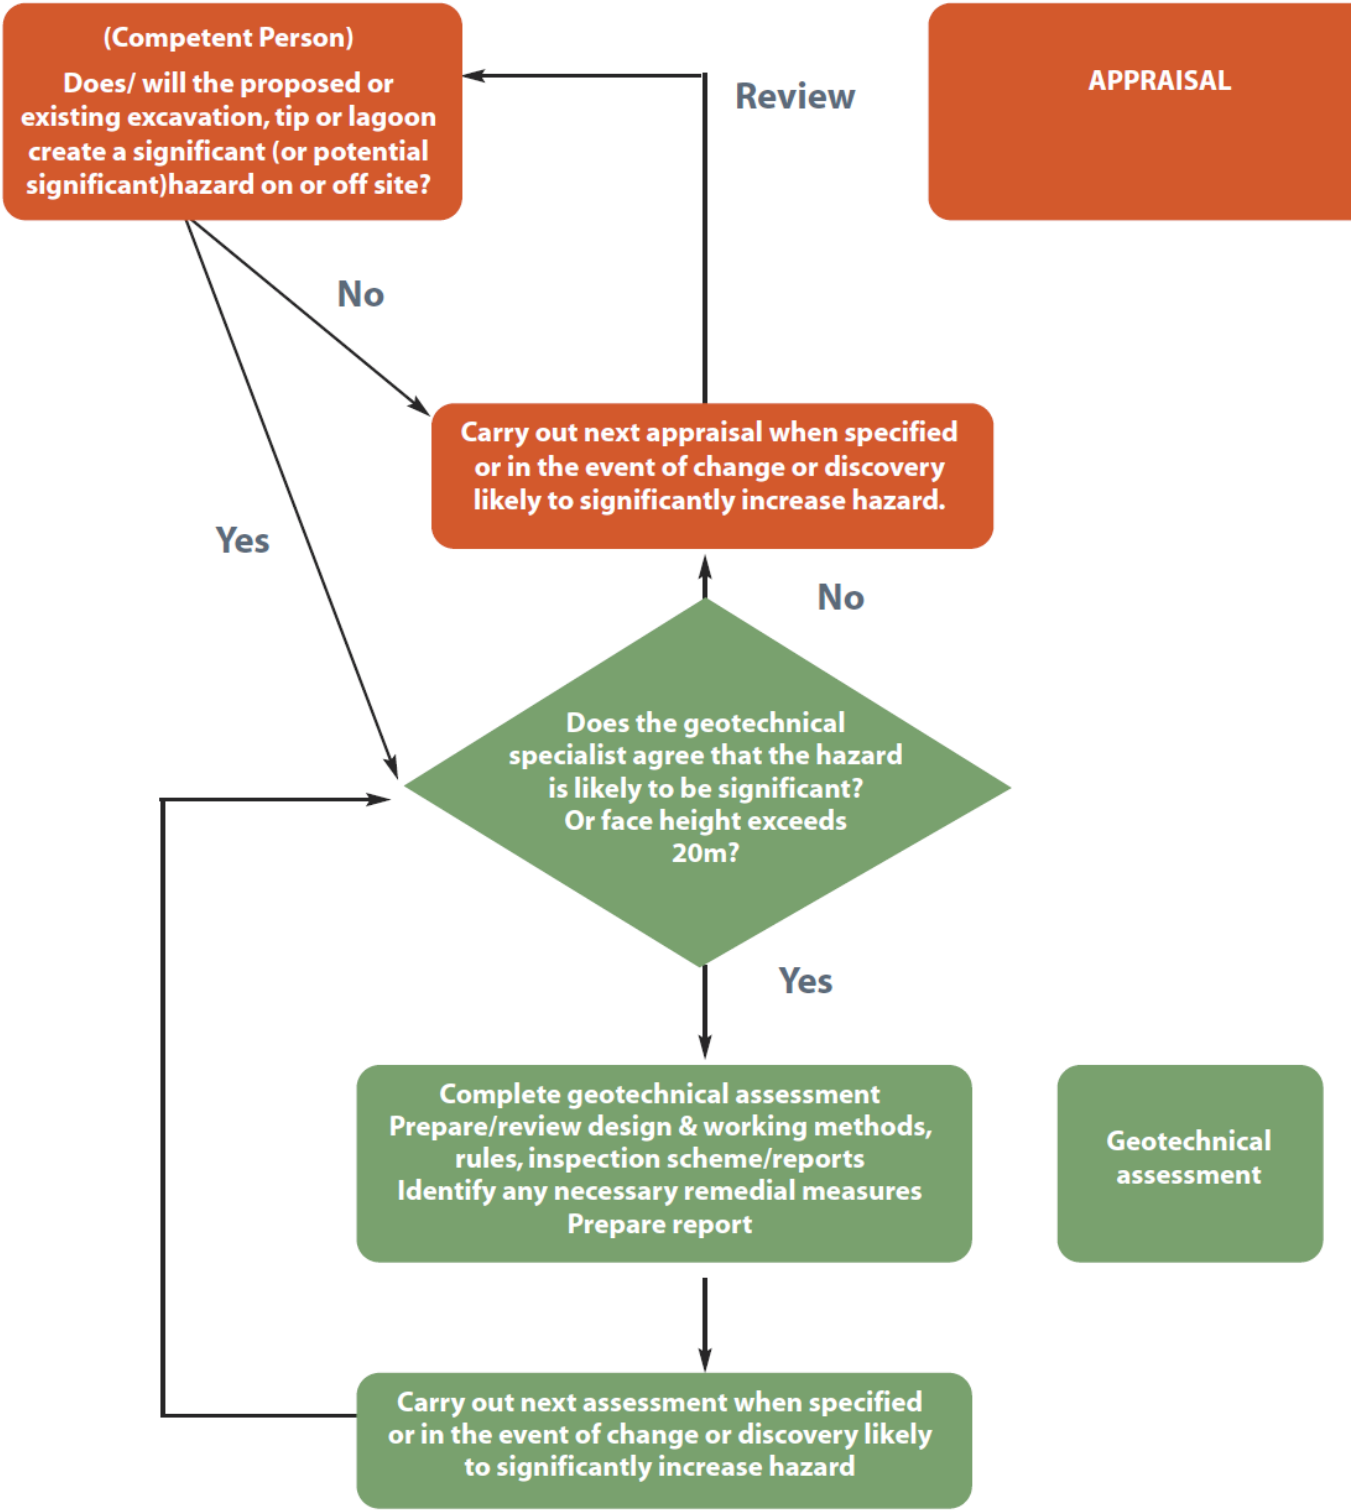 (Competent Person)
Does/ will the proposed or
existing excavation, tip or lagoon
create a significant (or potential
significant)hazard on or off site?
Review
APPRAISAL
No
Carry out next appraisal when specified
or in the event of change or discovery
likely to significantly increase hazard.
Yes
No
Does the geotechnical
specialist agree that the hazard
is likely to be significant?
Or face height exceeds
20m?
Yes
Complete geotechnical assessment
Prepare/review design & working methods,
rules, inspection scheme/reports
Identify any necessary remedial measures
Prepare report
Geotechnical
assessment
Carry out next assessment when specified
or in the event of change or discovery likely
to significantly increase hazard